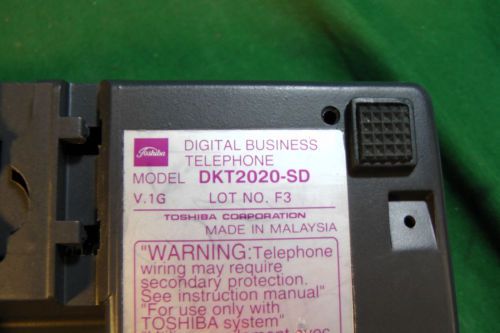 Toshiba
DIGITAL BUSINESS
TELEPHONE
MODEL DKT2020-SD
V.1G LOT NO. F3
TOSHIBA CORPORATION
MADE IN MALAYSIA
"WARNING: Telephone
wiring may require
secondary protection.
See instruction manual"
"For use only with
TOSHIBA system"